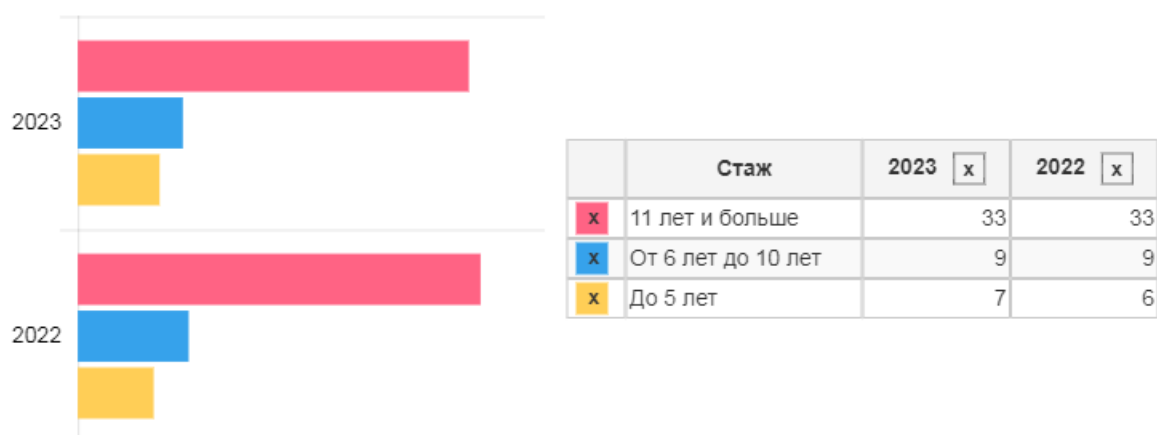 2023
2022
Стаж 2023 x 2022 x
x 11 лет и больше 33 33
x От 6 лет до 10 лет 9 9
x До 5 лет 7 6